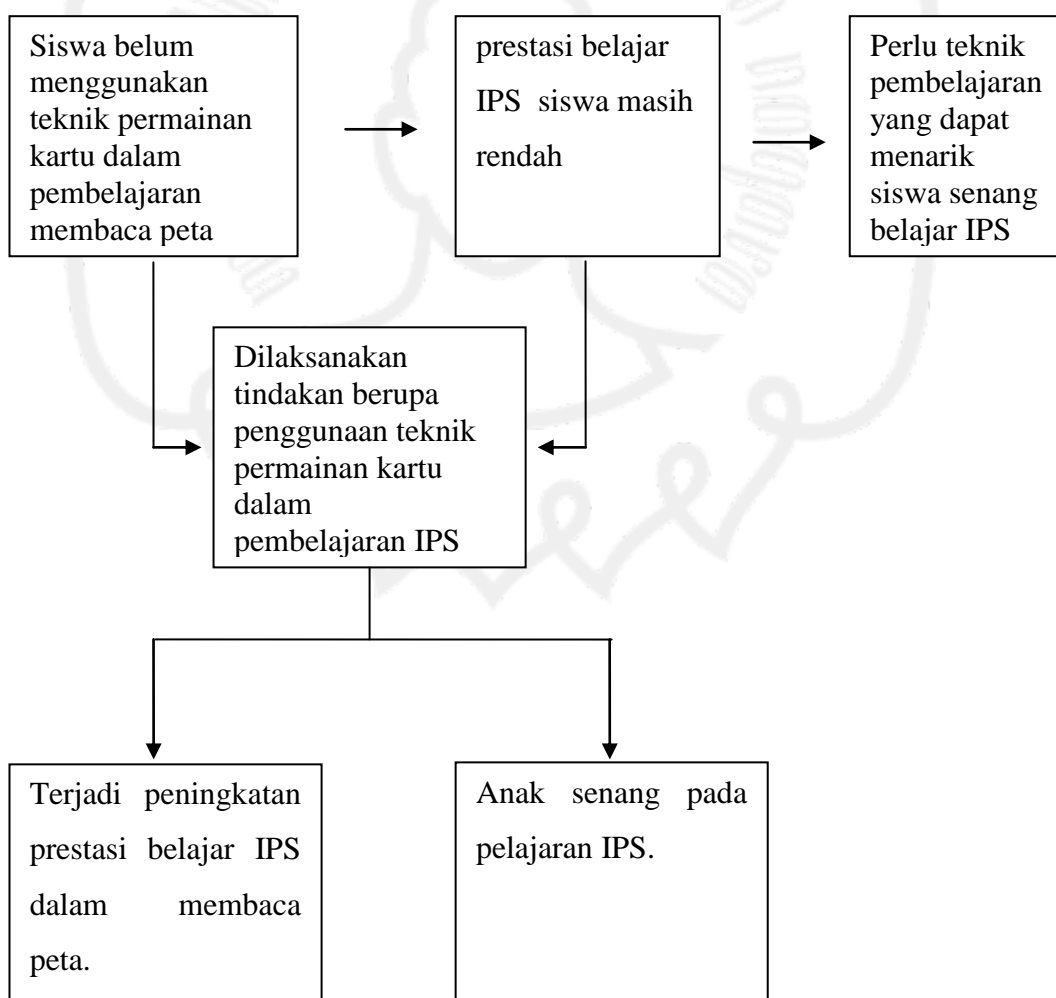 Siswa belum
menggunakan
teknik permainan
kartu dalam
pembelajaran
membaca peta
prestasi belajar
IPS siswa masih
rendah
Perlu teknik
pembelajaran
yang dapat
menarik
siswa senang
belajar IPS
Dilaksanakan
tindakan berupa
penggunaan teknik
permainan kartu
dalam
pembelajaran IPS
Terjadi peningkatan
prestasi belajar IPS
dalam membaca
peta.
Anak senang pada
pelajaran IPS.